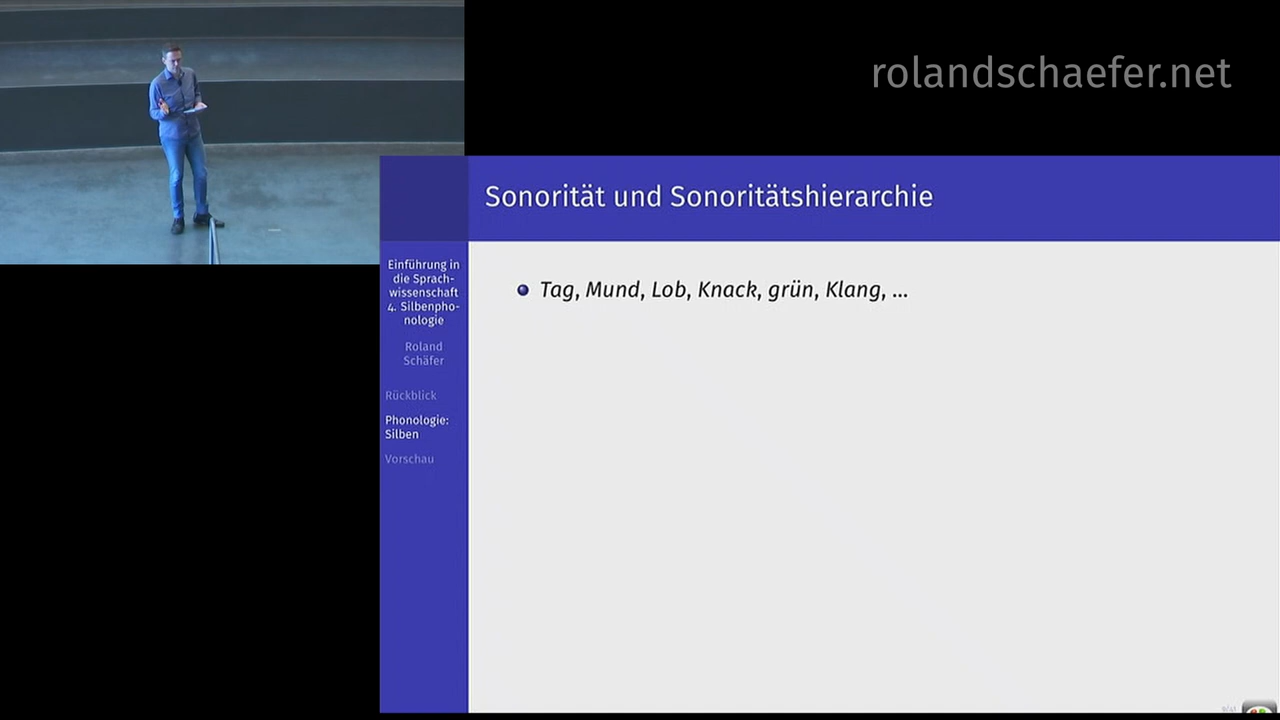 rolandschaefer.net
Sonorität und Sonoritätshierarchie
Einführung in
die Sprach-
wissenschaft
4. Silbenpho-
nologie
Roland
Schäfer
Rückblick
Phonologie:
Silben
Vorschau
Tag, Mund, Lob, Knack, grün, Klang, ...